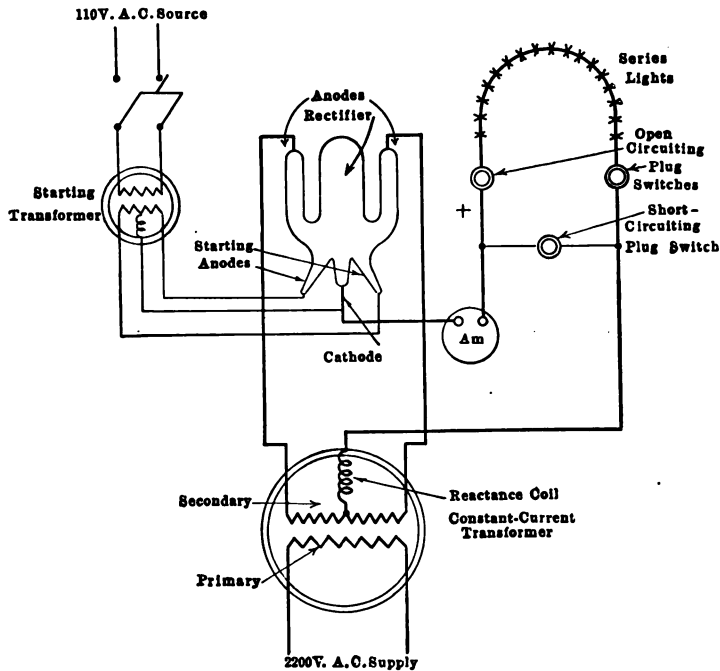 110V. A.C. Source
Series
Lights
Anodes
Rectifier
Open
Circuiting
Plug
Switches
Starting
Transformer
+
Short-
Circuiting
Plug Switch
Starting
Anodes
Am
Cathode
Secondary
Reactance Coil
Constant-Current
Transformer
Primary
2200V. A.C. Supply